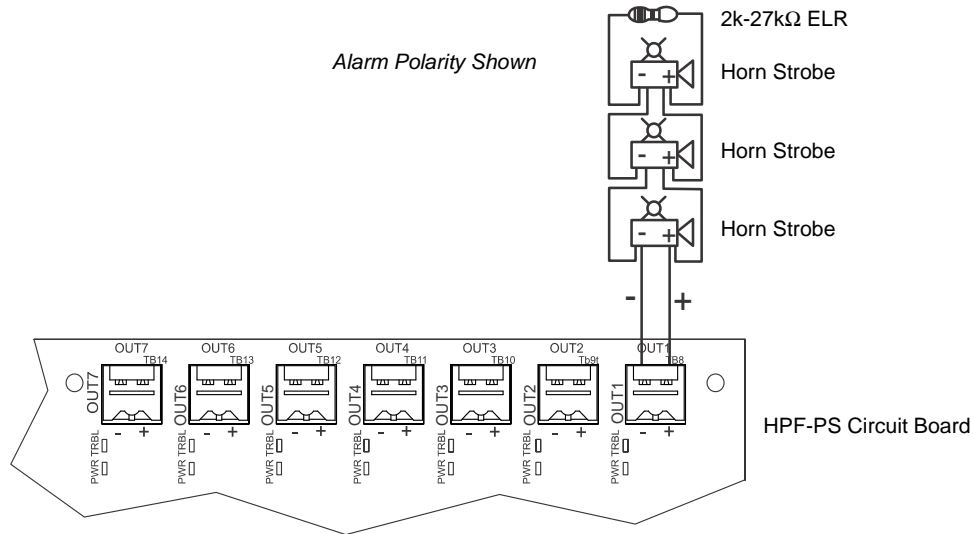 2k-27kΩ ELR
Alarm Polarity Shown
- +
Horn Strobe
- +
Horn Strobe
- +
Horn Strobe
- +
OUT7 OUT6 OUT5 OUT4 OUT3 OUT2 OUT1
TB14 TB13 TB12 TB11 TB10 Tb9t TB8
OUT7 OUT6 OUT5 OUT4 OUT3 OUT2 OUT1
HPF-PS Circuit Board
- + - + - + - + - + - + - +
TRBL TRBL TRBL TRBL TRBL TRBL TRBL
PWR PWR PWR PWR PWR PWR PWR